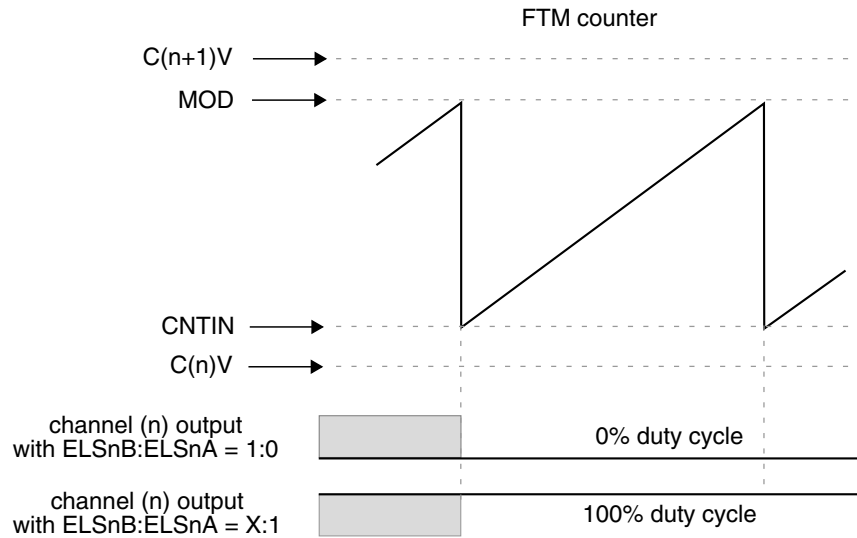 FTM counter
C(n+1)V
MOD
CNTIN
C(n)V
channel (n) output
with ELSnB:ELSnA = 1:0
0% duty cycle
channel (n) output
with ELSnB:ELSnA = X:1
100% duty cycle